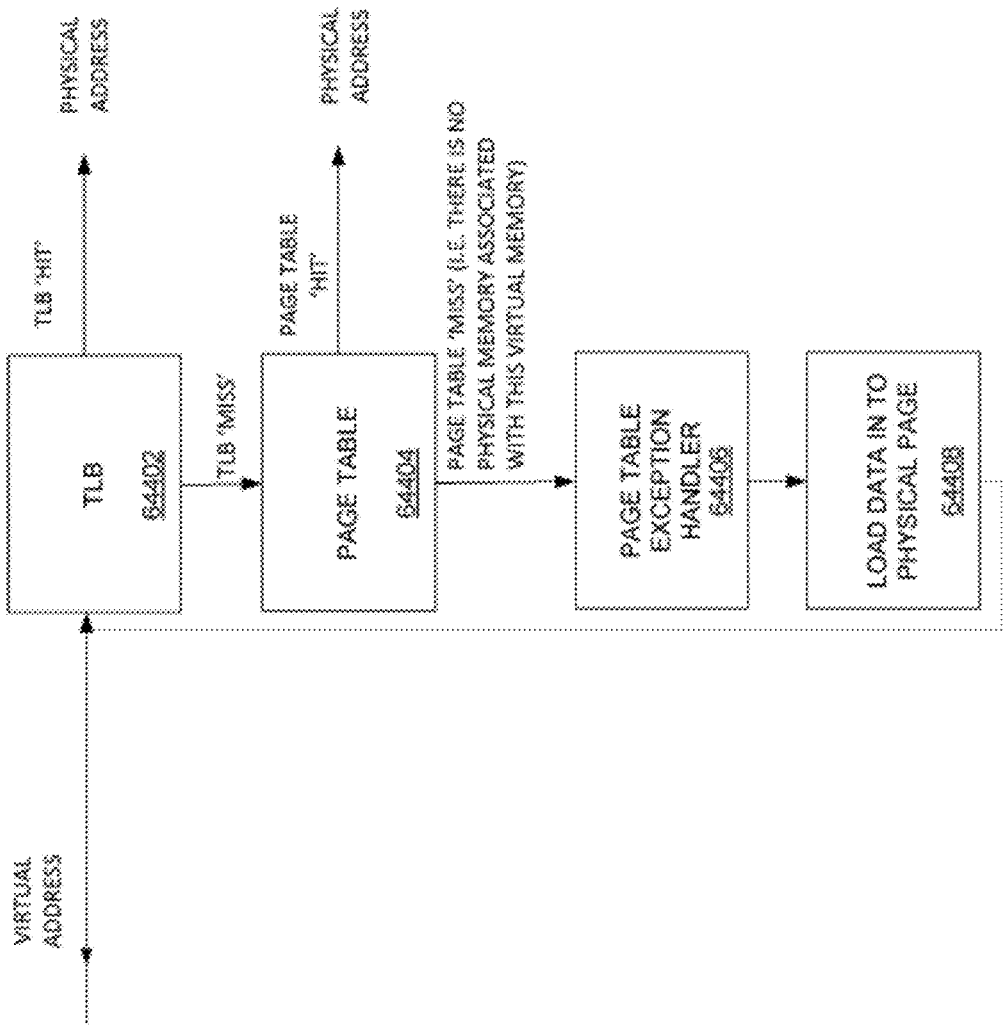 VIRTUAL
ADDRESS
TLB
64402
TLB 'HIT'
PHYSICAL
ADDRESS
TLB 'MISS'
PAGE TABLE
64404
PAGE TABLE
'HIT'
PHYSICAL
ADDRESS
PAGE TABLE 'MISS' (I.E. THERE IS NO
PHYSICAL MEMORY ASSOCIATED
WITH THIS VIRTUAL MEMORY)
PAGE TABLE
EXCEPTION
HANDLER
64406
LOAD DATA IN TO
PHYSICAL PAGE
64408